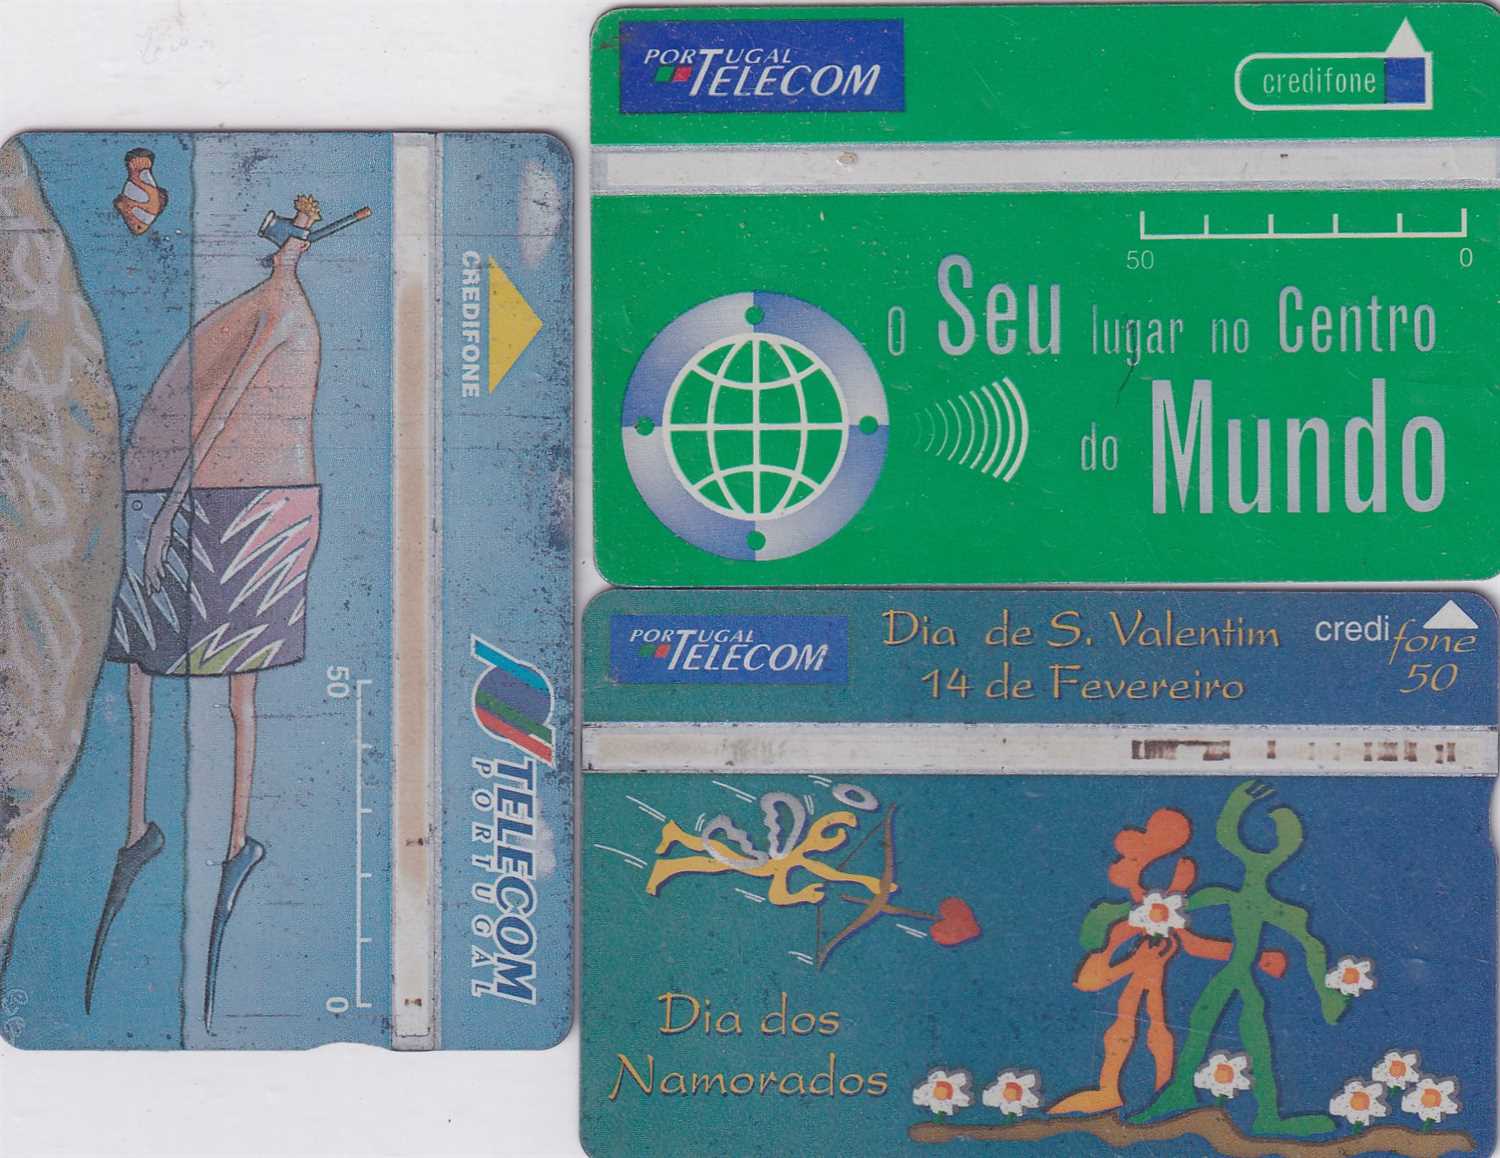 CREDIFONE
50
0
TELECOM
PORTUGAL
PORTUGAL
TELECOM
credifone
50
0
o Seu lugar no Centro
do Mundo
PORTUGAL
TELECOM
Dia de S. Valentim
14 de Fevereiro
credifone
50
Dia dos
Namorados